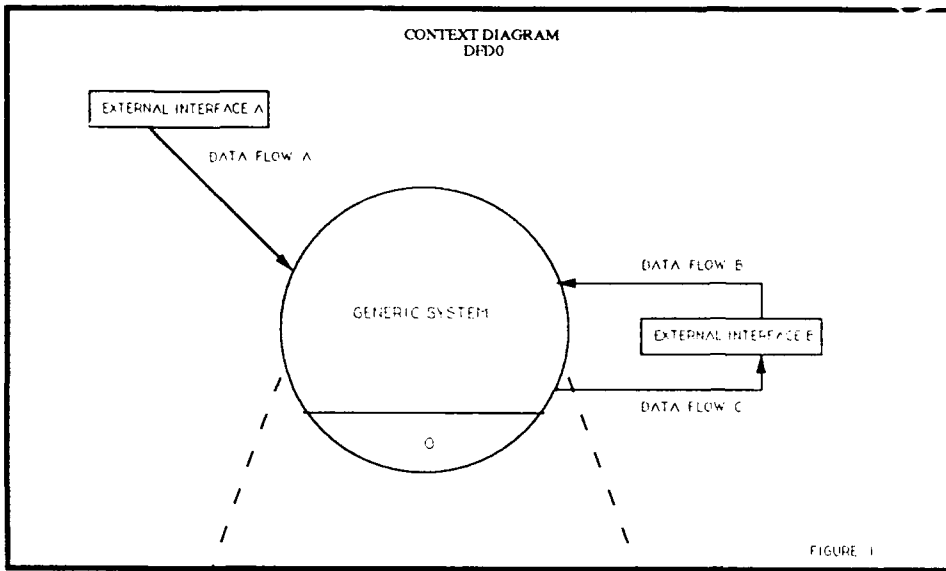 CONTEXT DIAGRAM
DFD0
EXTERNAL INTERFACE A
DATA FLOW A
DATA FLOW B
GENERIC SYSTEM
EXTERNAL INTERFACE B
DATA FLOW C
0
FIGURE 1